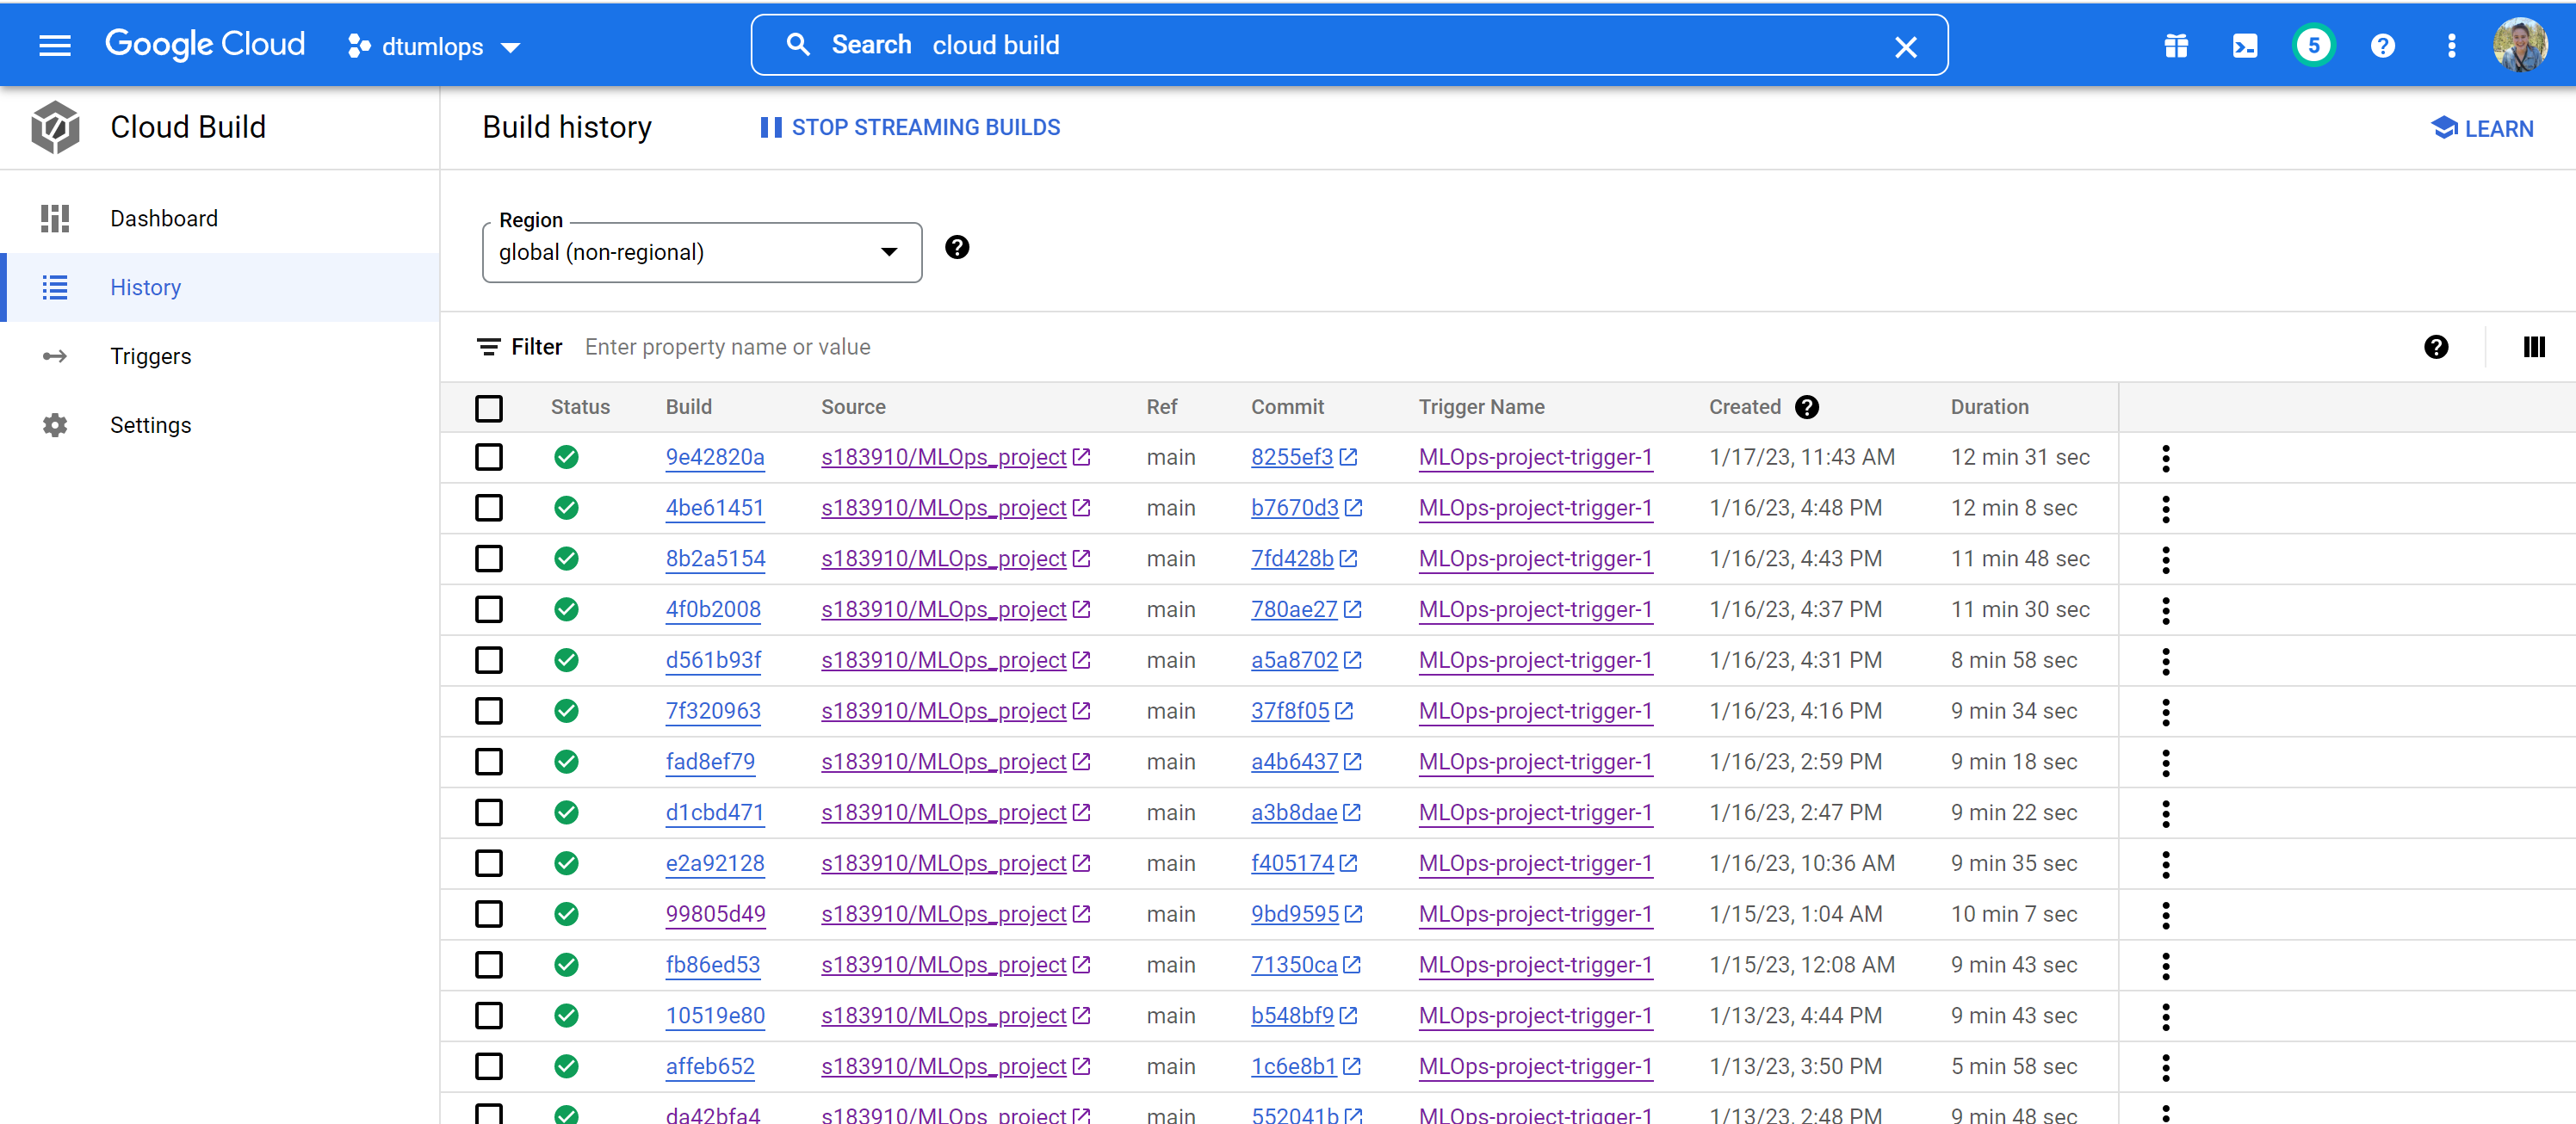 Google Cloud dtumlops Search cloud build 5
Cloud Build Build history STOP STREAMING BUILDS LEARN
Dashboard
History
Triggers
Settings
Region
global (non-regional)
Filter Enter property name or value
Status Build Source Ref Commit Trigger Name Created Duration
9e42820a s183910/MLOps_project main 8255ef3 MLOps-project-trigger-1 1/17/23, 11:43 AM 12 min 31 sec
4be61451 s183910/MLOps_project main b7670d3 MLOps-project-trigger-1 1/16/23, 4:48 PM 12 min 8 sec
8b2a5154 s183910/MLOps_project main 7fd428b MLOps-project-trigger-1 1/16/23, 4:43 PM 11 min 48 sec
4f0b2008 s183910/MLOps_project main 780ae27 MLOps-project-trigger-1 1/16/23, 4:37 PM 11 min 30 sec
d561b93f s183910/MLOps_project main a5a8702 MLOps-project-trigger-1 1/16/23, 4:31 PM 8 min 58 sec
7f320963 s183910/MLOps_project main 37f8f05 MLOps-project-trigger-1 1/16/23, 4:16 PM 9 min 34 sec
fad8ef79 s183910/MLOps_project main a4b6437 MLOps-project-trigger-1 1/16/23, 2:59 PM 9 min 18 sec
d1cbd471 s183910/MLOps_project main a3b8dae MLOps-project-trigger-1 1/16/23, 2:47 PM 9 min 22 sec
e2a92128 s183910/MLOps_project main f405174 MLOps-project-trigger-1 1/16/23, 10:36 AM 9 min 35 sec
99805d49 s183910/MLOps_project main 9bd9595 MLOps-project-trigger-1 1/15/23, 1:04 AM 10 min 7 sec
fb86ed53 s183910/MLOps_project main 71350ca MLOps-project-trigger-1 1/15/23, 12:08 AM 9 min 43 sec
10519e80 s183910/MLOps_project main b548bf9 MLOps-project-trigger-1 1/13/23, 4:44 PM 9 min 43 sec
affeb652 s183910/MLOps_project main 1c6e8b1 MLOps-project-trigger-1 1/13/23, 3:50 PM 5 min 58 sec
da42bfa4 s183910/MLOps_project main 552041b MLOps-project-trigger-1 1/13/23, 2:48 PM 9 min 48 sec